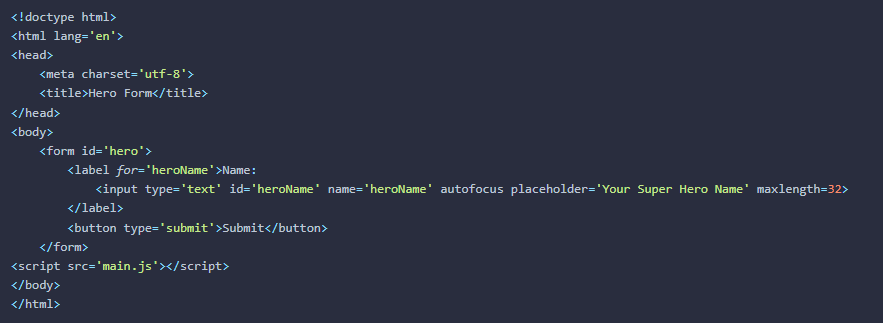 <!doctype html>
<html lang='en'>
<head>
    <meta charset='utf-8'>
    <title>Hero Form</title>
</head>
<body>
    <form id='hero'>
        <label for='heroName'>Name:
            <input type='text' id='heroName' name='heroName' autofocus placeholder='Your Super Hero Name' maxlength=32>
        </label>
        <button type='submit'>Submit</button>
    </form>
<script src='main.js'></script>
</body>
</html>